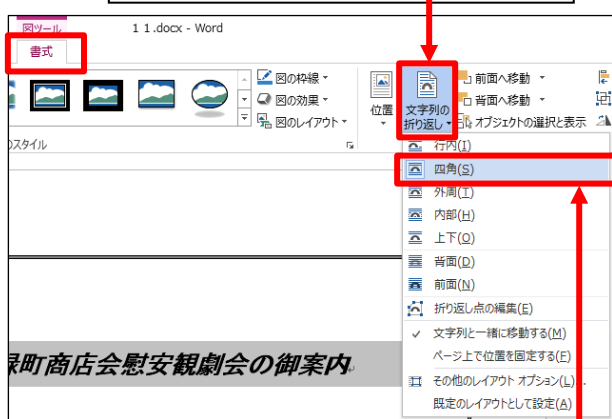 図ツール
1 1.docx - Word
書式
図の枠線
図の効果
図のレイアウト
位置
文字列の
折り返し
前面へ移動
背面へ移動
オブジェクトの選択と表示
のスタイル
行内(I)
四角(S)
外周(T)
内部(H)
上下(O)
背面(D)
前面(N)
折り返し点の編集(E)
文字列と一緒に移動する(M)
ページ上で位置を固定する(F)
その他のレイアウト オプション(L)...
既定のレイアウトとして設定(A)
町商店会慰安観劇会の御案内